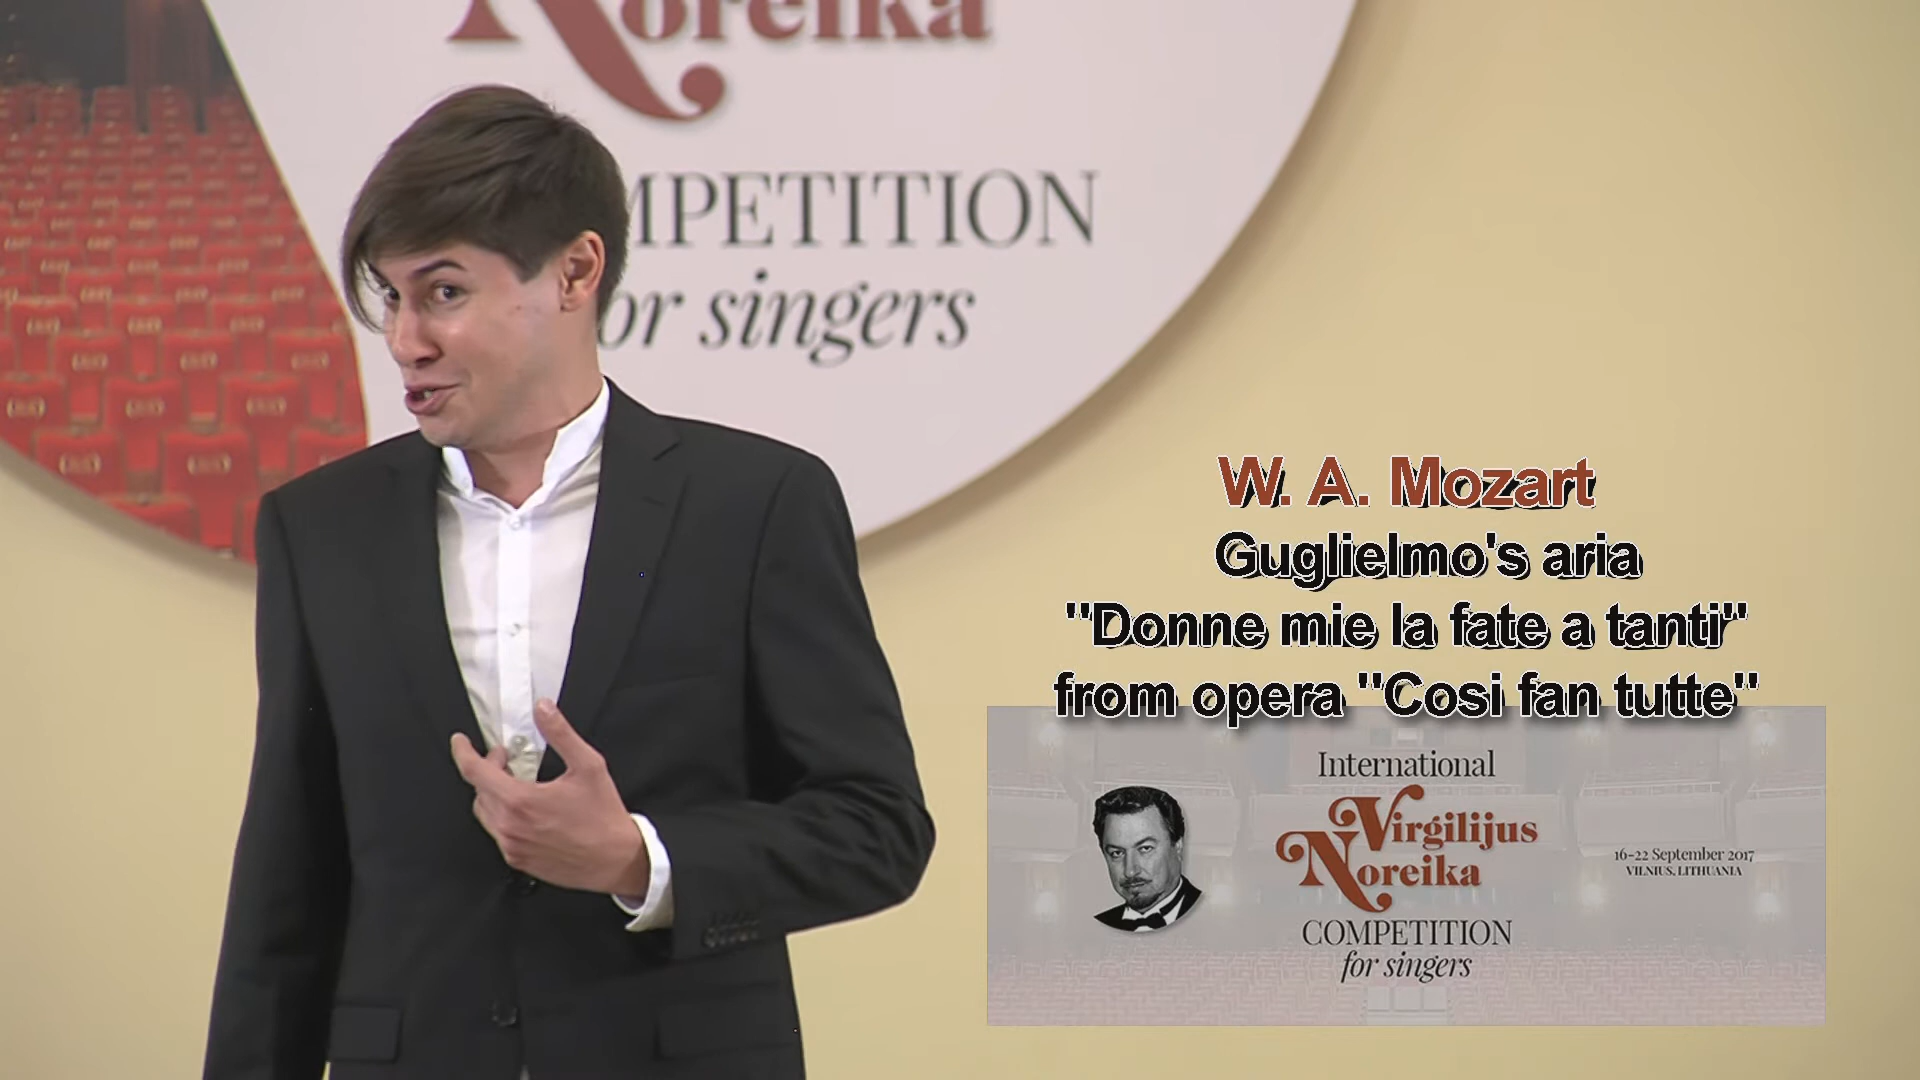 Noreika
MPETITION
or singers
W. A. Mozart
Guglielmo's aria
"Donne mie la fate a tanti"
from opera "Cosi fan tutte"
International
Virgilijus
Noreika
COMPETITION
for singers
16-22 September 2017
VILNIUS, LITHUANIA